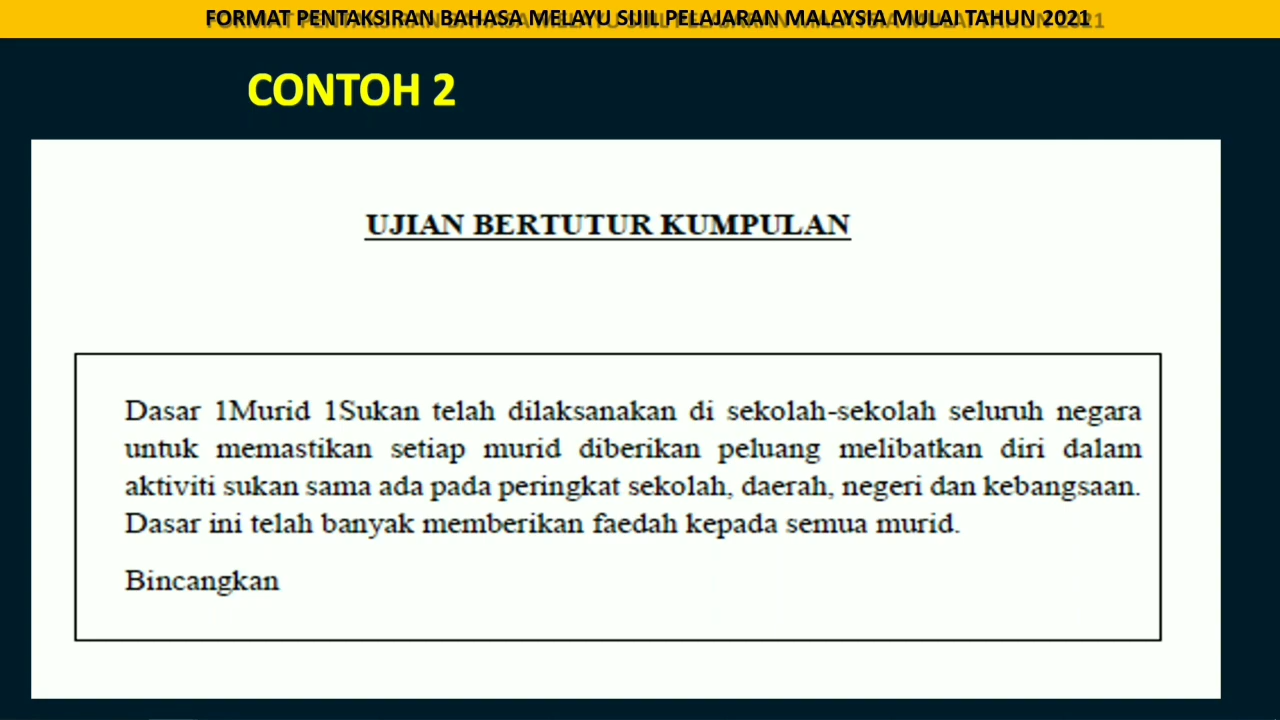 FORMAT PENTAKSIRAN BAHASA MELAYU SIJIL PELAJARAN MALAYSIA MULAI TAHUN 2021
CONTOH 2
UJIAN BERTUTUR KUMPULAN
Dasar 1Murid 1Sukan telah dilaksanakan di sekolah-sekolah seluruh negara
untuk memastikan setiap murid diberikan peluang melibatkan diri dalam
aktiviti sukan sama ada pada peringkat sekolah, daerah, negeri dan kebangsaan.
Dasar ini telah banyak memberikan faedah kepada semua murid.
Bincangkan